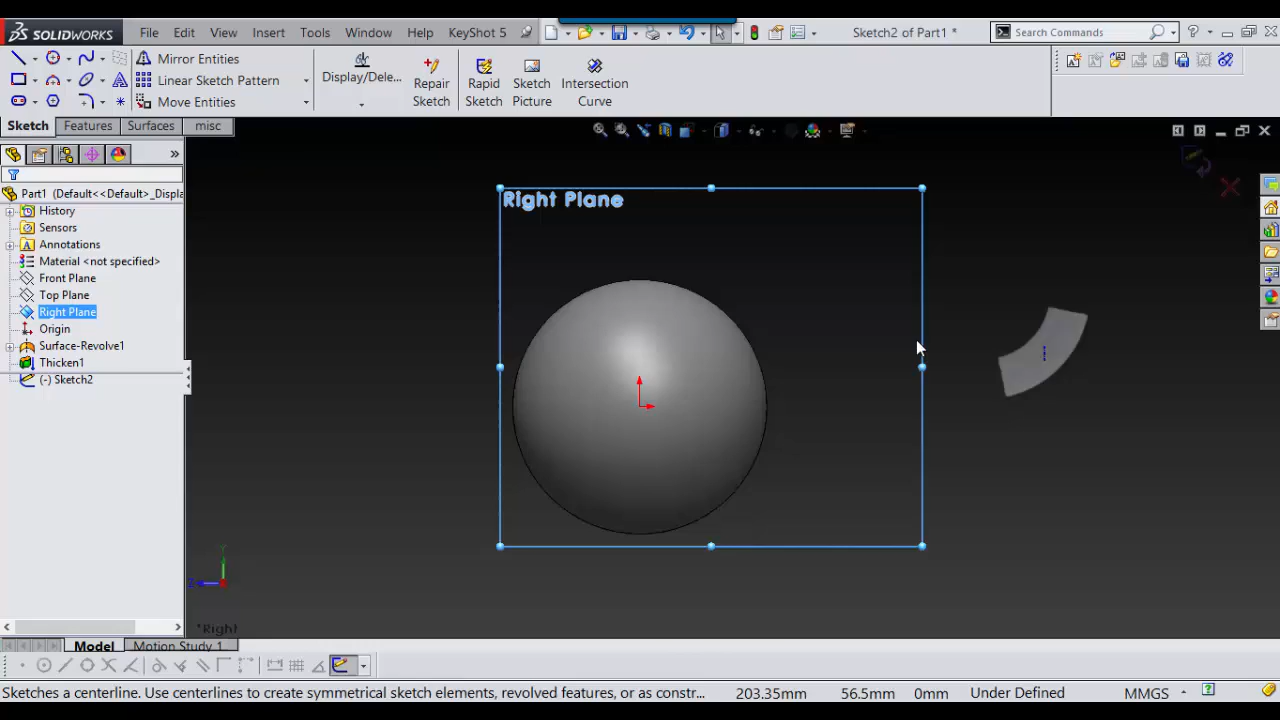 SOLIDWORKS File Edit View Insert Tools Window Help KeyShot 5 Sketch2 of Part1 * Search Commands
Mirror Entities
Linear Sketch Pattern
Move Entities
Display/Dele...
Repair Sketch
Rapid Sketch
Sketch Picture
Intersection Curve
Sketch Features Surfaces misc
Part1 (Default<<Default>_Displa
History
Sensors
Annotations
Material <not specified>
Front Plane
Top Plane
Right Plane
Origin
Surface-Revolve1
Thicken1
(-) Sketch2
Right Plane
*Right
Model Motion Study 1
Sketches a centerline. Use centerlines to create symmetrical sketch elements, revolved features, or as constr... 203.35mm 56.5mm 0mm Under Defined MMGS